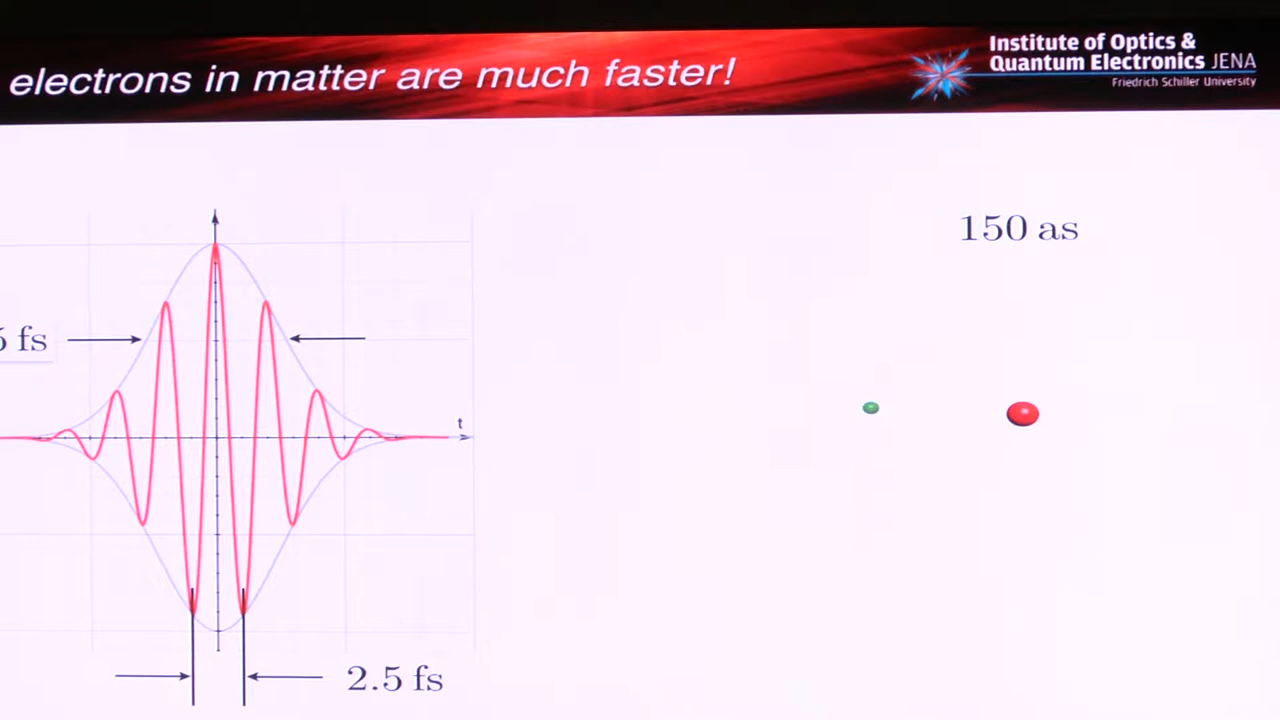 electrons in matter are much faster!
Institute of Optics &
Quantum Electronics JENA
Friedrich Schiller University
150 as
fs
t
2.5 fs